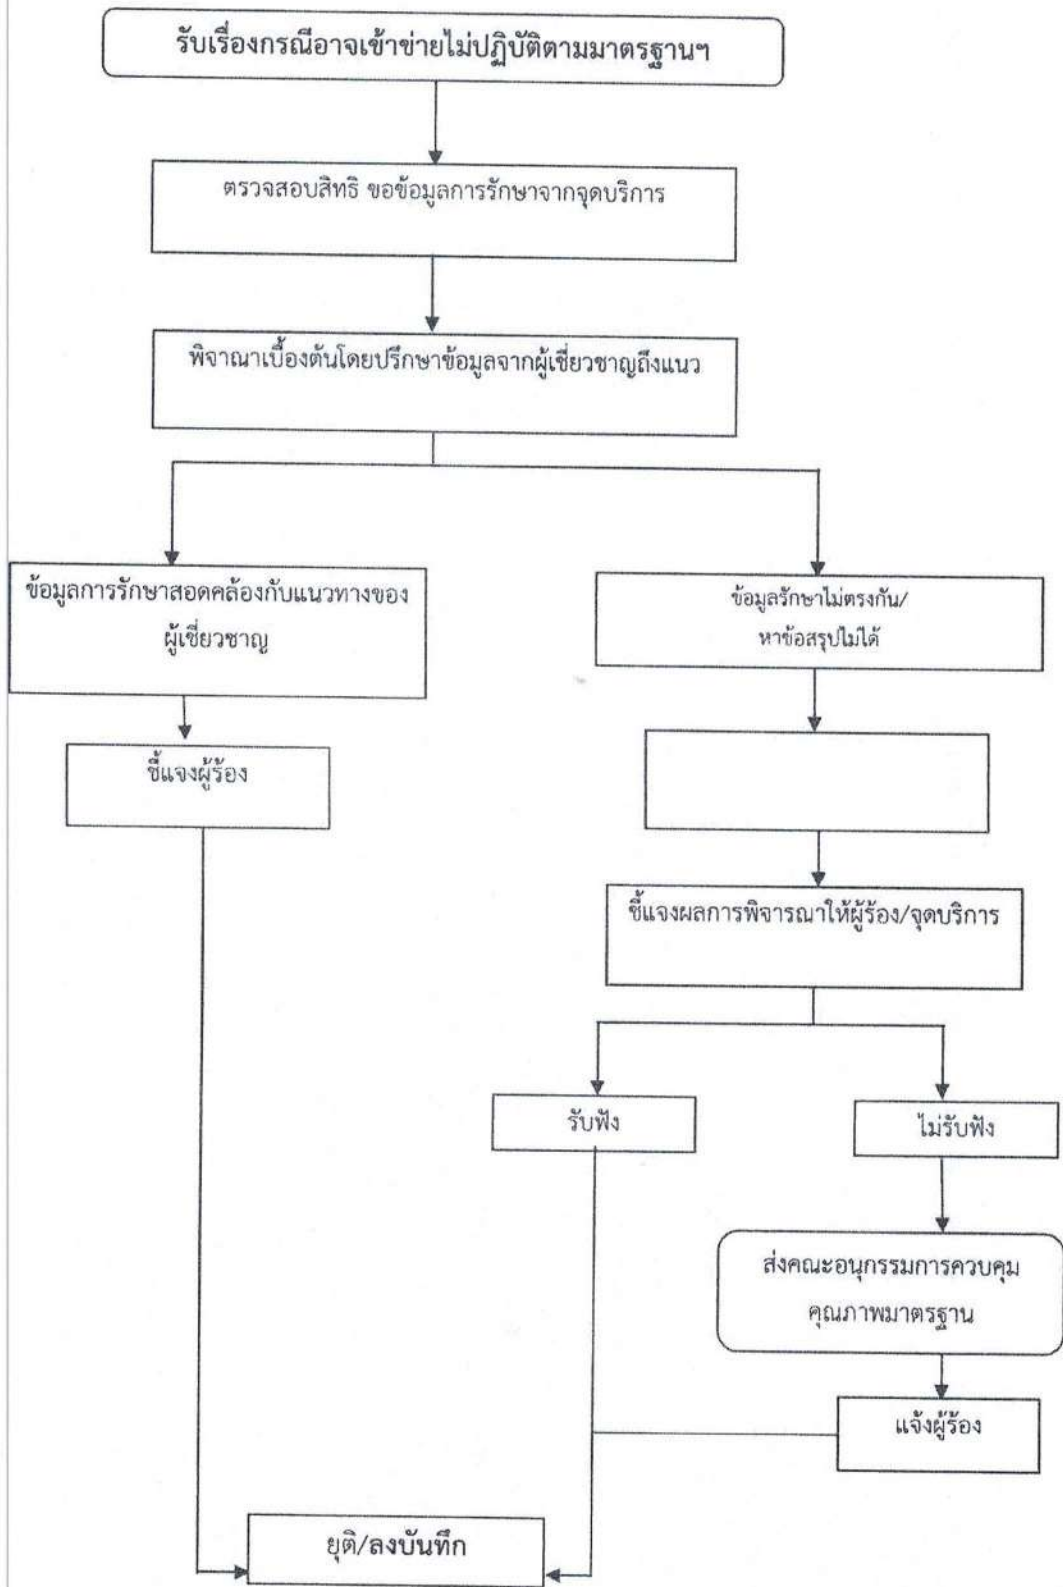 รับเรื่องกรณีอาจเข้าข่ายไม่ปฏิบัติตามมาตรฐานฯ
ตรวจสอบสิทธิ ขอข้อมูลการรักษาจากจุดบริการ
พิจาณาเบื้องต้นโดยปรึกษาข้อมูลจากผู้เชี่ยวชาญถึงแนว
ข้อมูลการรักษาสอดคล้องกับแนวทางของ
ผู้เชี่ยวชาญ
ข้อมูลรักษาไม่ตรงกัน/
หาข้อสรุปไม่ได้
ชี้แจงผู้ร้อง
ชี้แจงผลการพิจารณาให้ผู้ร้อง/จุดบริการ
รับฟัง
ไม่รับฟัง
ส่งคณะอนุกรรมการควบคุม
คุณภาพมาตรฐาน
แจ้งผู้ร้อง
ยุติ/ลงบันทึก